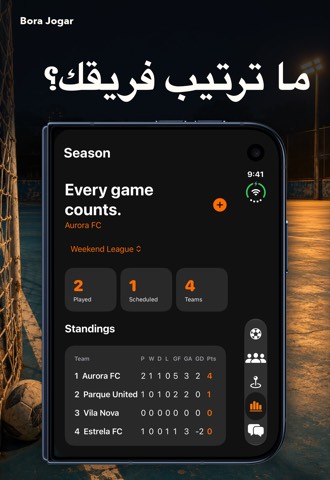 Bora Jogar
ما ترتيب فريقك؟
Season
9:41
Every game
counts.
Aurora FC
Weekend League
2
Played
1
Scheduled
4
Teams
Standings
Team P W D L GF GA GD Pts
1 Aurora FC 2 1 1 0 5 3 2 4
2 Parque United 1 0 1 0 2 2 0 1
3 Vila Nova 0 0 0 0 0 0 0 0
4 Estrela FC 1 0 0 1 1 3 -2 0